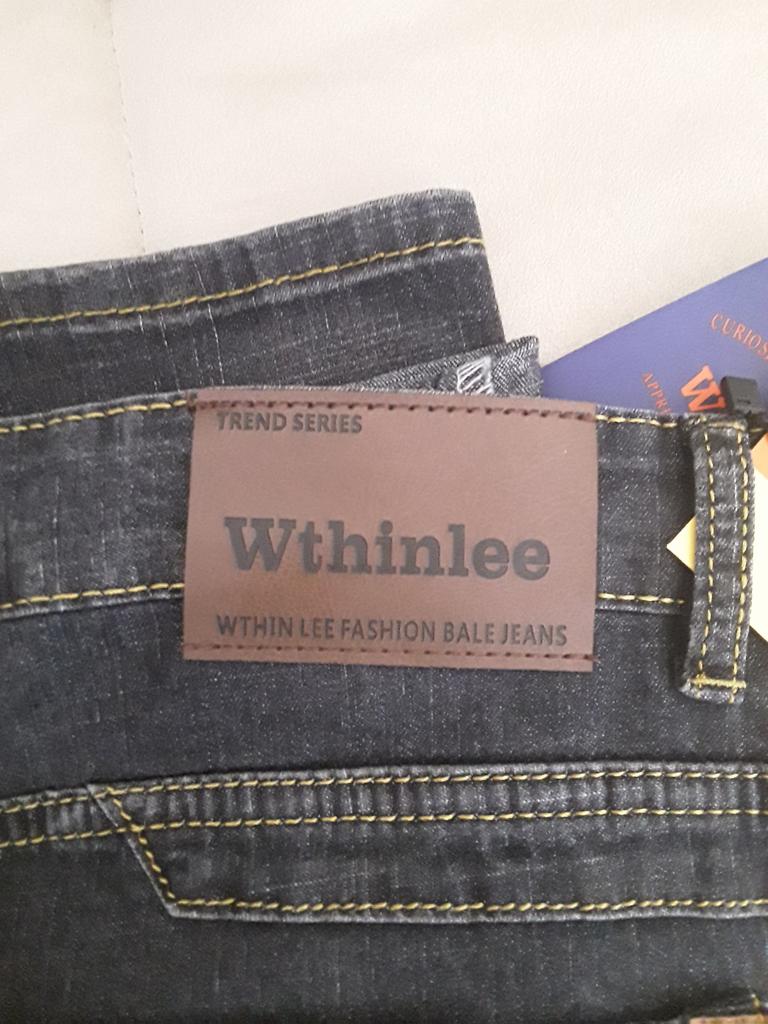 TREND SERIES
Wthinlee
WTHIN LEE FASHION BALE JEANS